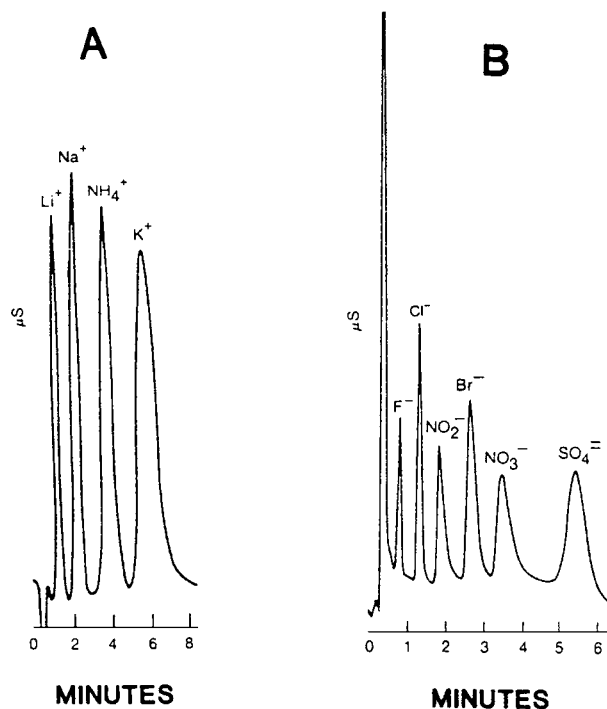 A
Li⁺
Na⁺
NH₄⁺
K⁺
µS
0 2 4 6 8
MINUTES
B
F⁻
Cl⁻
NO₂⁻
Br⁻
NO₃⁻
SO₄⁼
µS
0 1 2 3 4 5 6
MINUTES